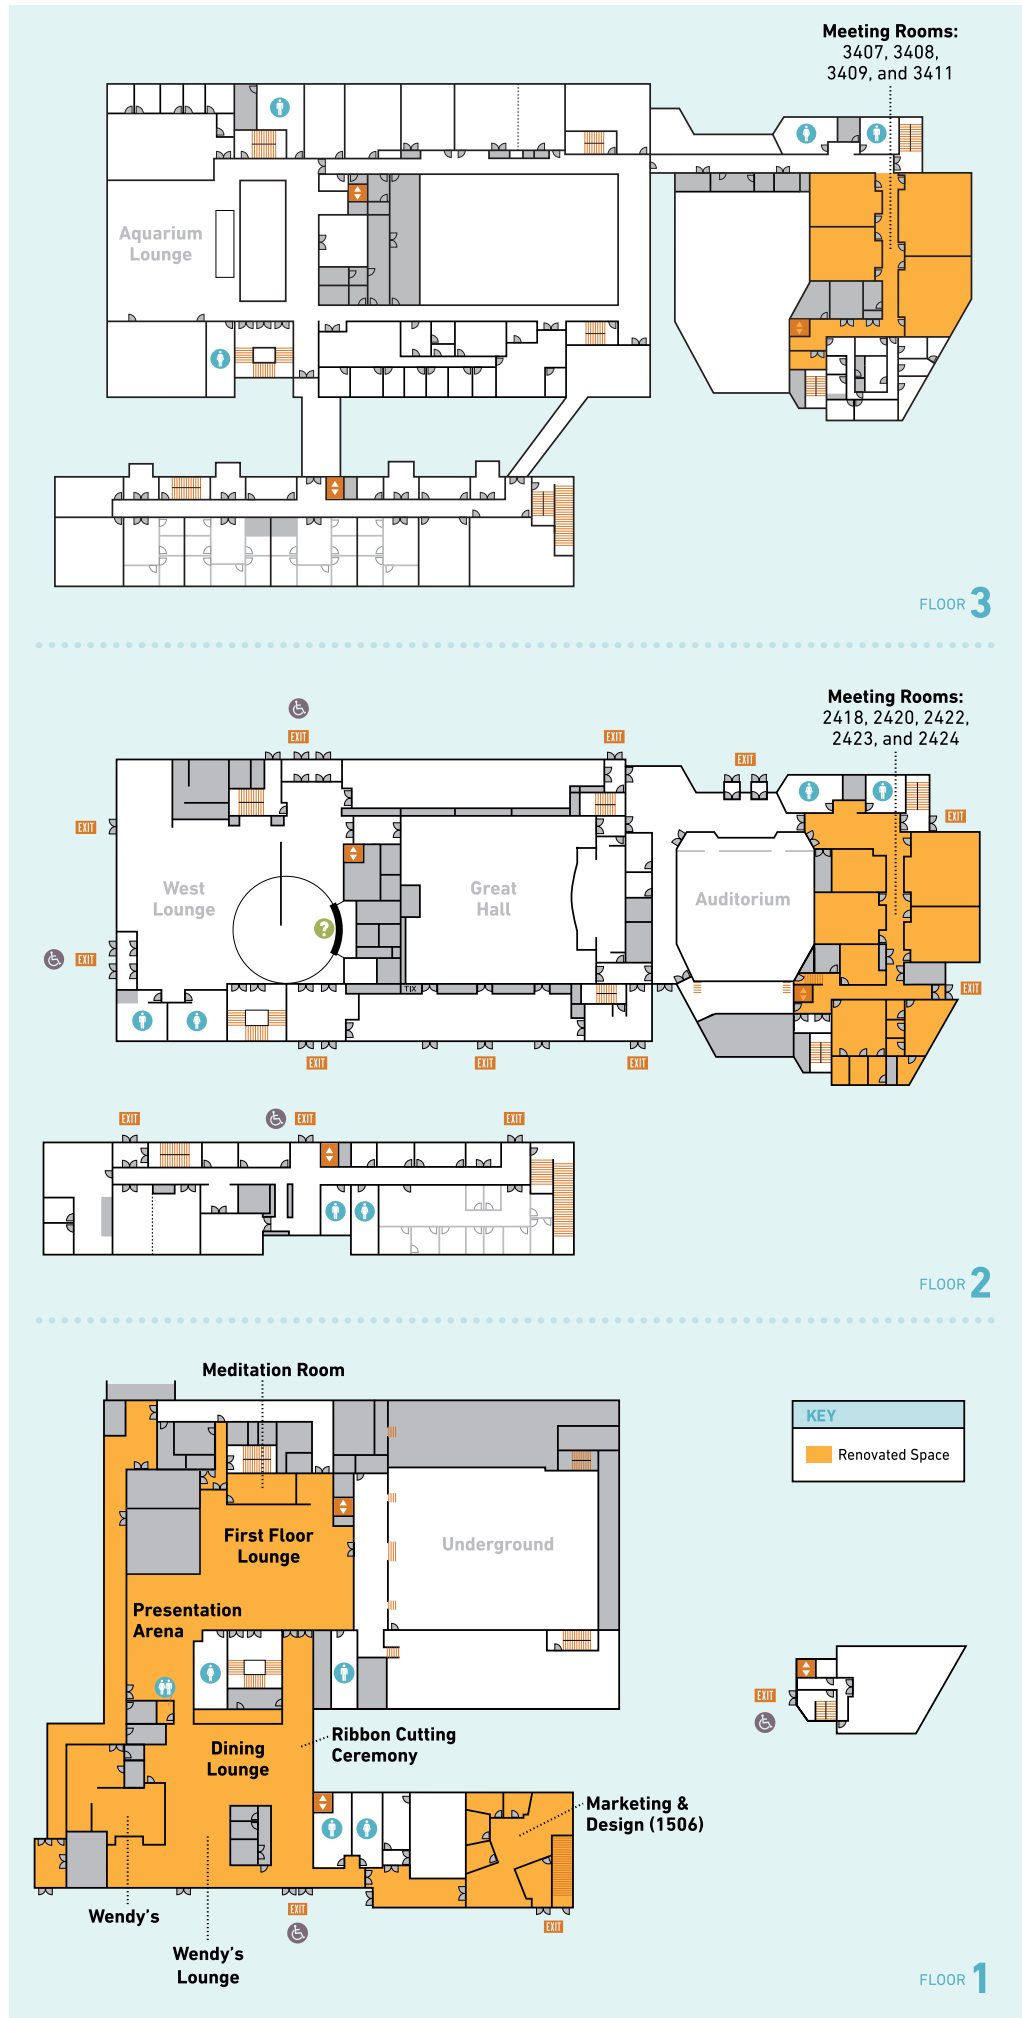 Meeting Rooms:
3407, 3408,
3409, and 3411
Aquarium
Lounge
FLOOR 3
Meeting Rooms:
2418, 2420, 2422,
2423, and 2424
EXIT
EXIT
EXIT
EXIT
EXIT
West
Lounge
Great
Hall
Auditorium
?
EXIT
TIX
EXIT
EXIT
EXIT
EXIT
EXIT
EXIT
EXIT
FLOOR 2
Meditation Room
KEY
Renovated Space
First Floor
Lounge
Underground
Presentation
Arena
EXIT
Ribbon Cutting
Ceremony
Dining
Lounge
Marketing &
Design (1506)
EXIT
Wendy's
EXIT
Wendy's
Lounge
FLOOR 1